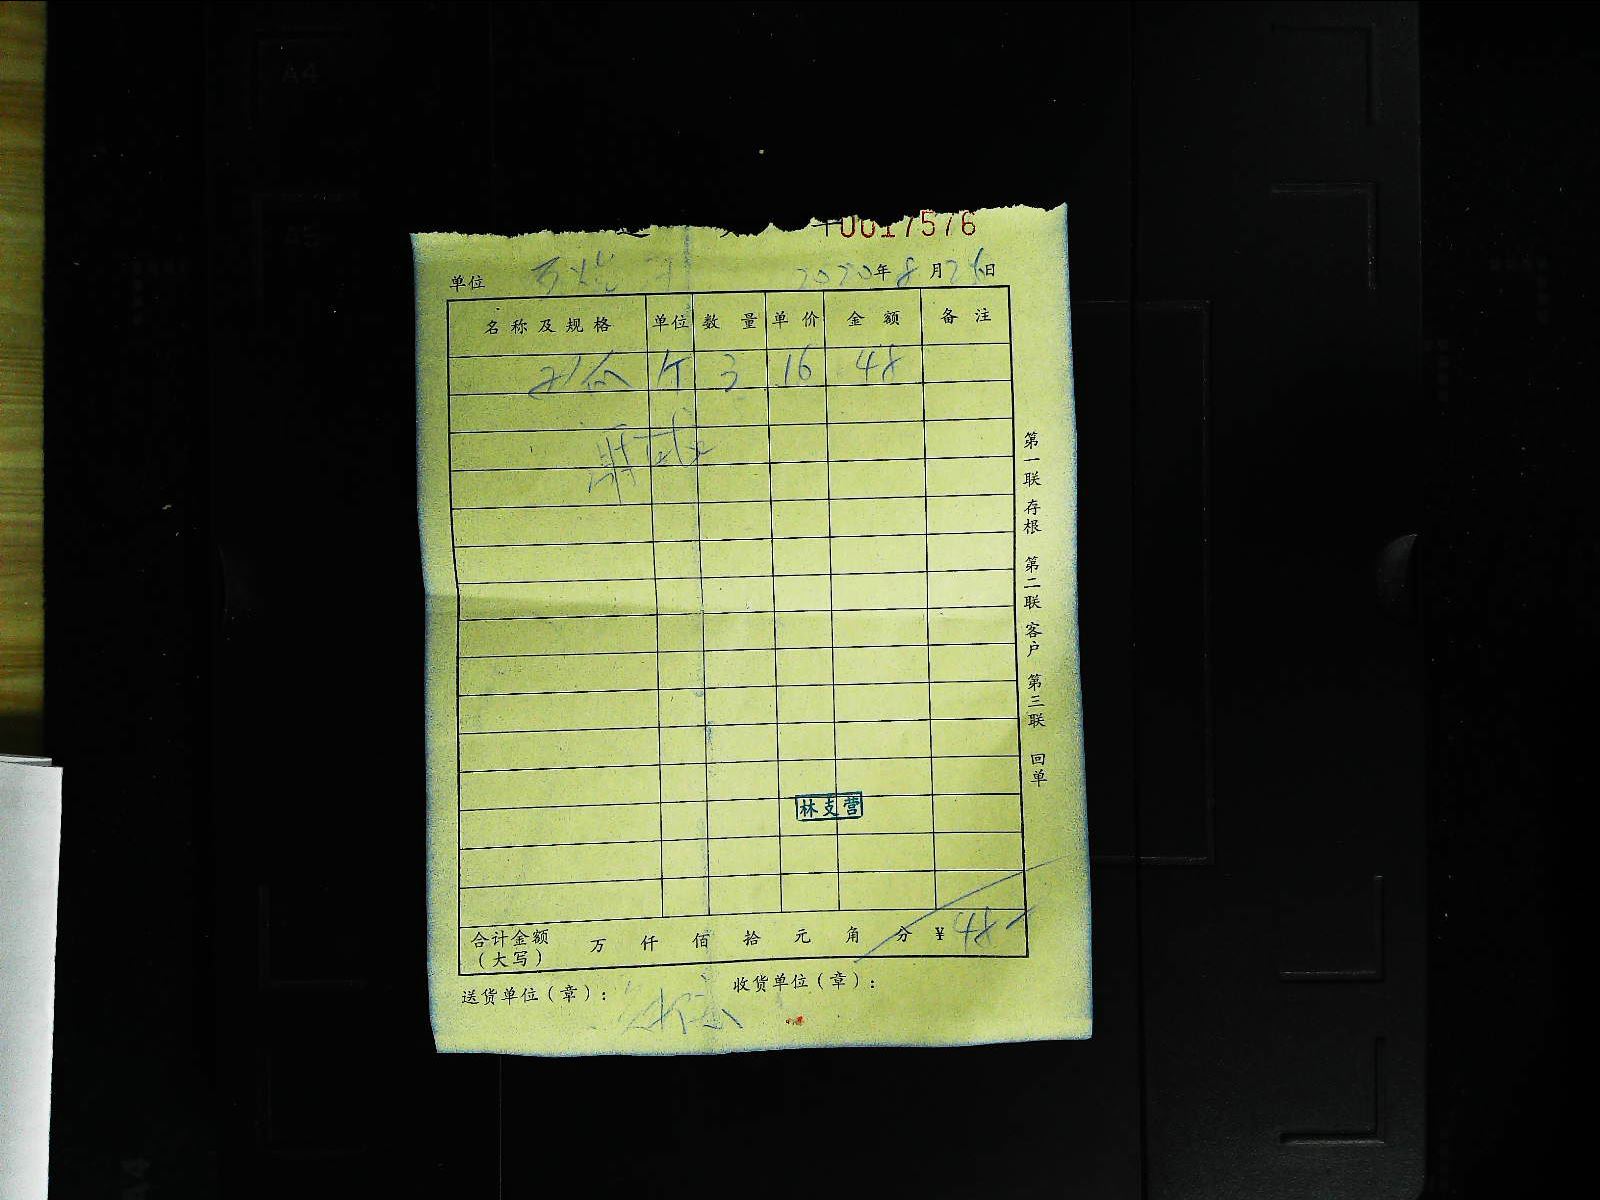 0017576
单位 2020年8月26日
名称及规格 单位 数量 单价 金额 备注
斤 3 16 48
第一联 存根 第二联 客户 第三联 回单
林支营
合计金额（大写） 万 仟 佰 拾 元 角 分 ¥ 48
送货单位（章）： 收货单位（章）：
A4
A5